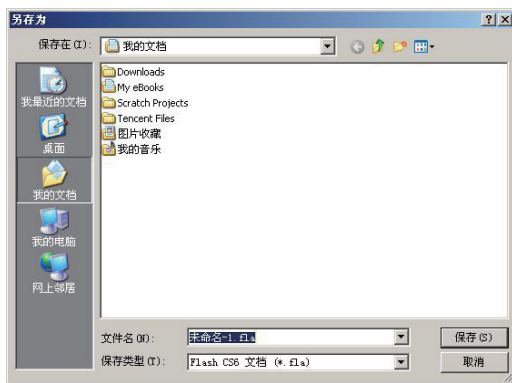 另存为
保存在(I):
我的文档
我最近的文档
桌面
我的文档
我的电脑
网上邻居
Downloads
My eBooks
Scratch Projects
Tencent Files
图片收藏
我的音乐
文件名(N):
未命名-1.fla
保存(S)
保存类型(T):
Flash CS6 文档 (*.fla)
取消